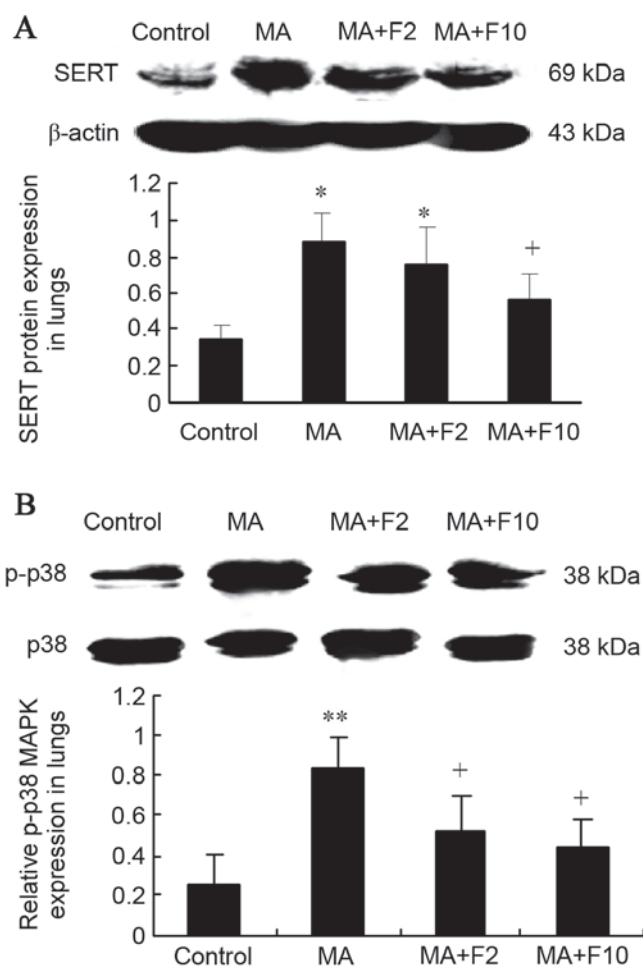 A
Control MA MA+F2 MA+F10
SERT 69 kDa
β-actin 43 kDa
SERT protein expression
in lungs
1.2
1
0.8
0.6
0.4
0.2
0
* * +
Control MA MA+F2 MA+F10
B
Control MA MA+F2 MA+F10
p-p38 38 kDa
p38 38 kDa
Relative p-p38 MAPK
expression in lungs
1.2
1
0.8
0.6
0.4
0.2
0
** + +
Control MA MA+F2 MA+F10